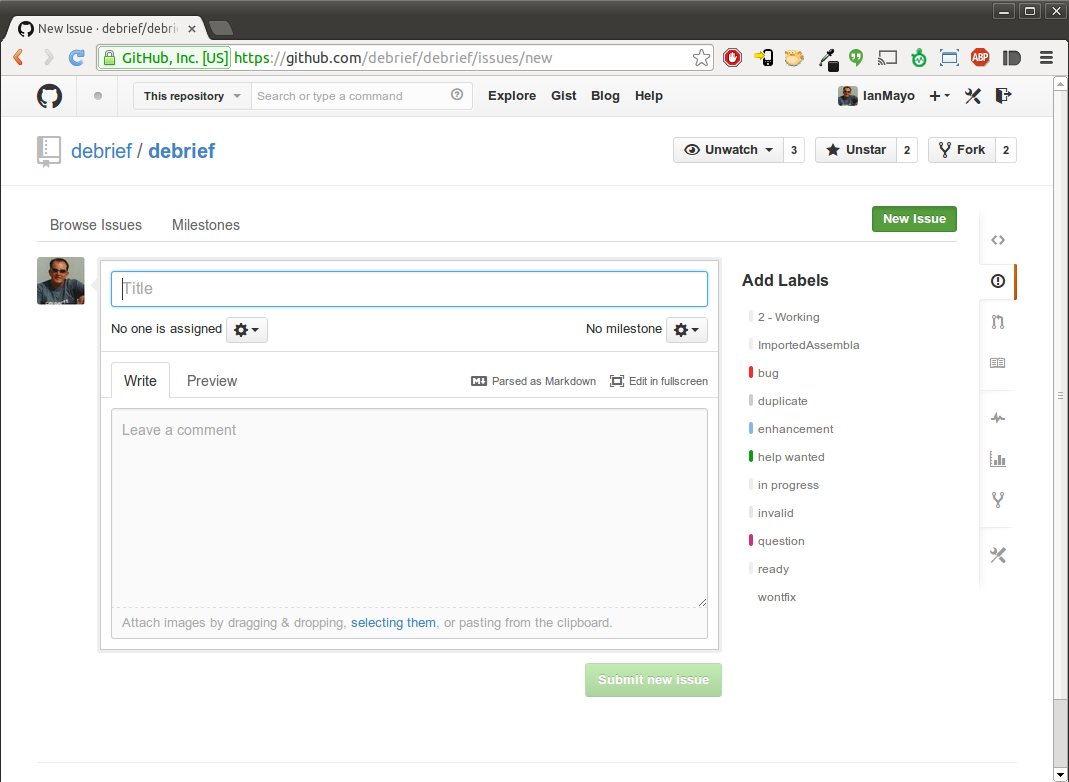 New Issue · debrief/debrie
GitHub, Inc. [US] https://github.com/debrief/debrief/issues/new
ABP
This repository Search or type a command Explore Gist Blog Help IanMayo
debrief / debrief Unwatch 3 Unstar 2 Fork 2
Browse Issues Milestones New Issue
Title
No one is assigned No milestone
Write Preview Parsed as Markdown Edit in fullscreen
Leave a comment
Attach images by dragging & dropping, selecting them, or pasting from the clipboard.
Submit new issue
Add Labels
2 - Working
ImportedAssembla
bug
duplicate
enhancement
help wanted
in progress
invalid
question
ready
wontfix